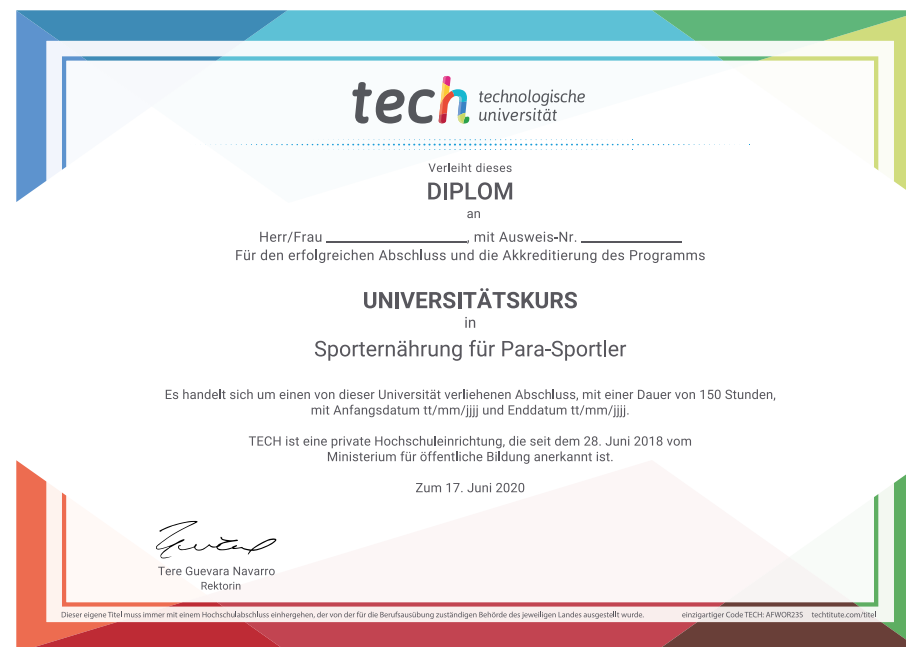 tech technologische
universität
Verleiht dieses
DIPLOM
an
Herr/Frau ____________________, mit Ausweis-Nr. ______________
Für den erfolgreichen Abschluss und die Akkreditierung des Programms
UNIVERSITÄTSKURS
in
Sporternährung für Para-Sportler
Es handelt sich um einen von dieser Universität verliehenen Abschluss, mit einer Dauer von 150 Stunden,
mit Anfangsdatum tt/mm/jjjj und Enddatum tt/mm/jjjj.
TECH ist eine private Hochschuleinrichtung, die seit dem 28. Juni 2018 vom
Ministerium für öffentliche Bildung anerkannt ist.
Zum 17. Juni 2020
Tere Guevara Navarro
Rektorin
Dieser eigene Titel muss immer mit einem Hochschulabschluss einhergehen, der von der für die Berufsausübung zuständigen Behörde des jeweiligen Landes ausgestellt wurde. einzigartiger Code TECH: AFWOR23S techtitute.com/titel